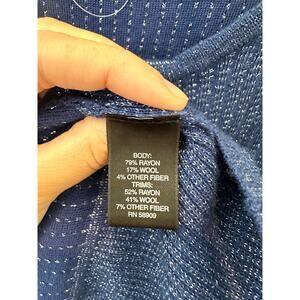 BODY:
79% RAYON
17% WOOL
4% OTHER FIBER
TRIMS:
52% RAYON
41% WOOL
7% OTHER FIBER
RN 58909